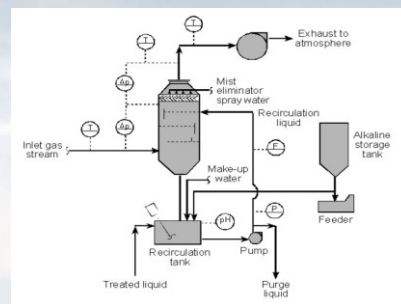 T
T
Exhaust to
atmosphere
Δp
Mist
eliminator
spray water
Recirculation
liquid
Alkaline
storage
tank
Inlet gas
stream
T
Δp
F
Make-up
water
pH
P
Feeder
Recirculation
tank
Pump
Treated liquid
Purge
liquid